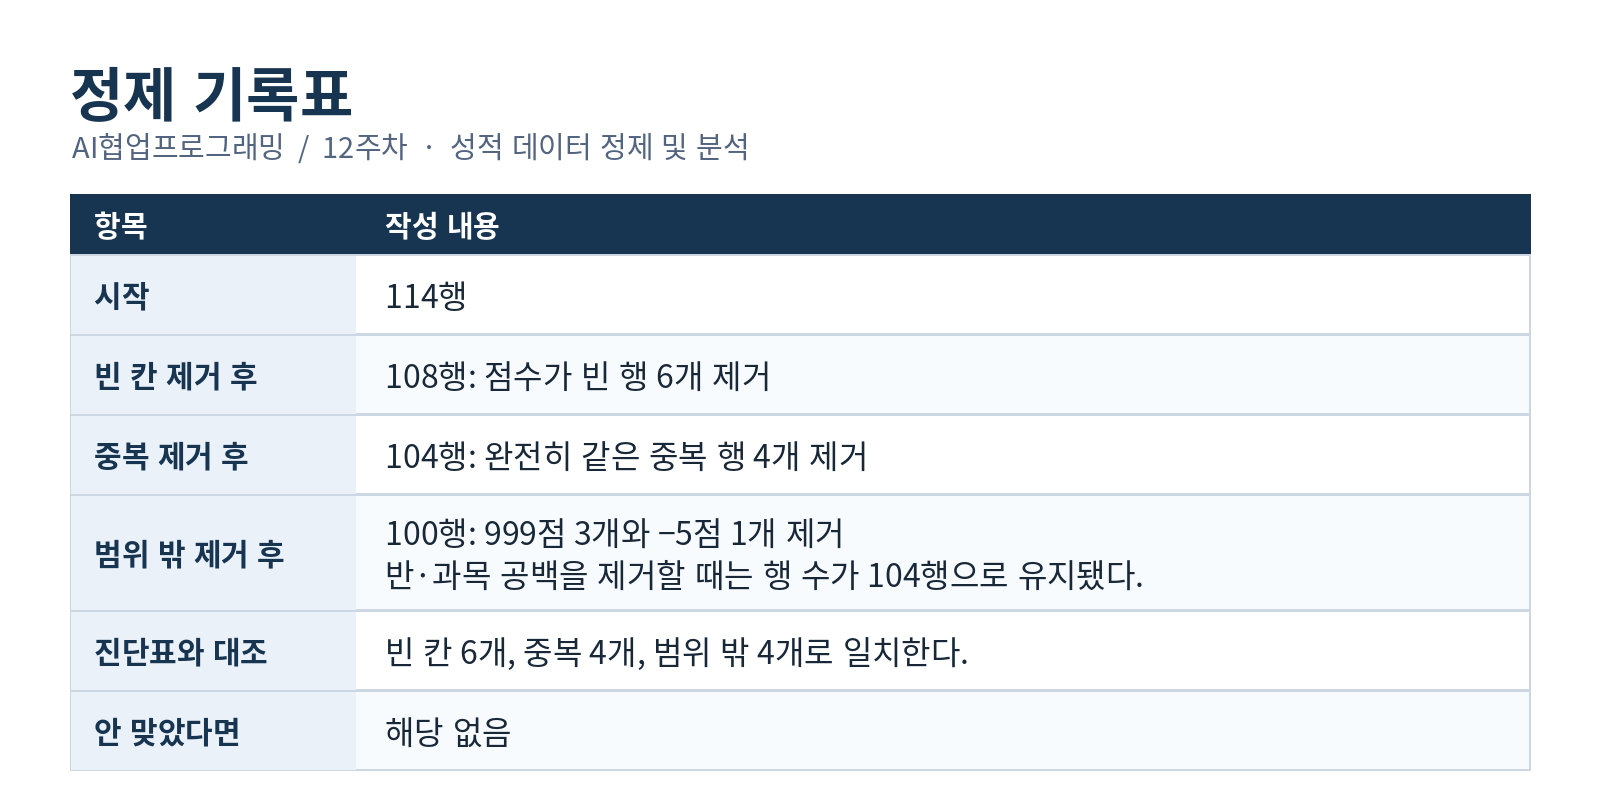 정제 기록표
AI협업프로그래밍 / 12주차 · 성적 데이터 정제 및 분석
항목 작성 내용
시작 114행
빈 칸 제거 후 108행: 점수가 빈 행 6개 제거
중복 제거 후 104행: 완전히 같은 중복 행 4개 제거
범위 밖 제거 후 100행: 999점 3개와 −5점 1개 제거
반·과목 공백을 제거할 때는 행 수가 104행으로 유지됐다.
진단표와 대조 빈 칸 6개, 중복 4개, 범위 밖 4개로 일치한다.
안 맞았다면 해당 없음